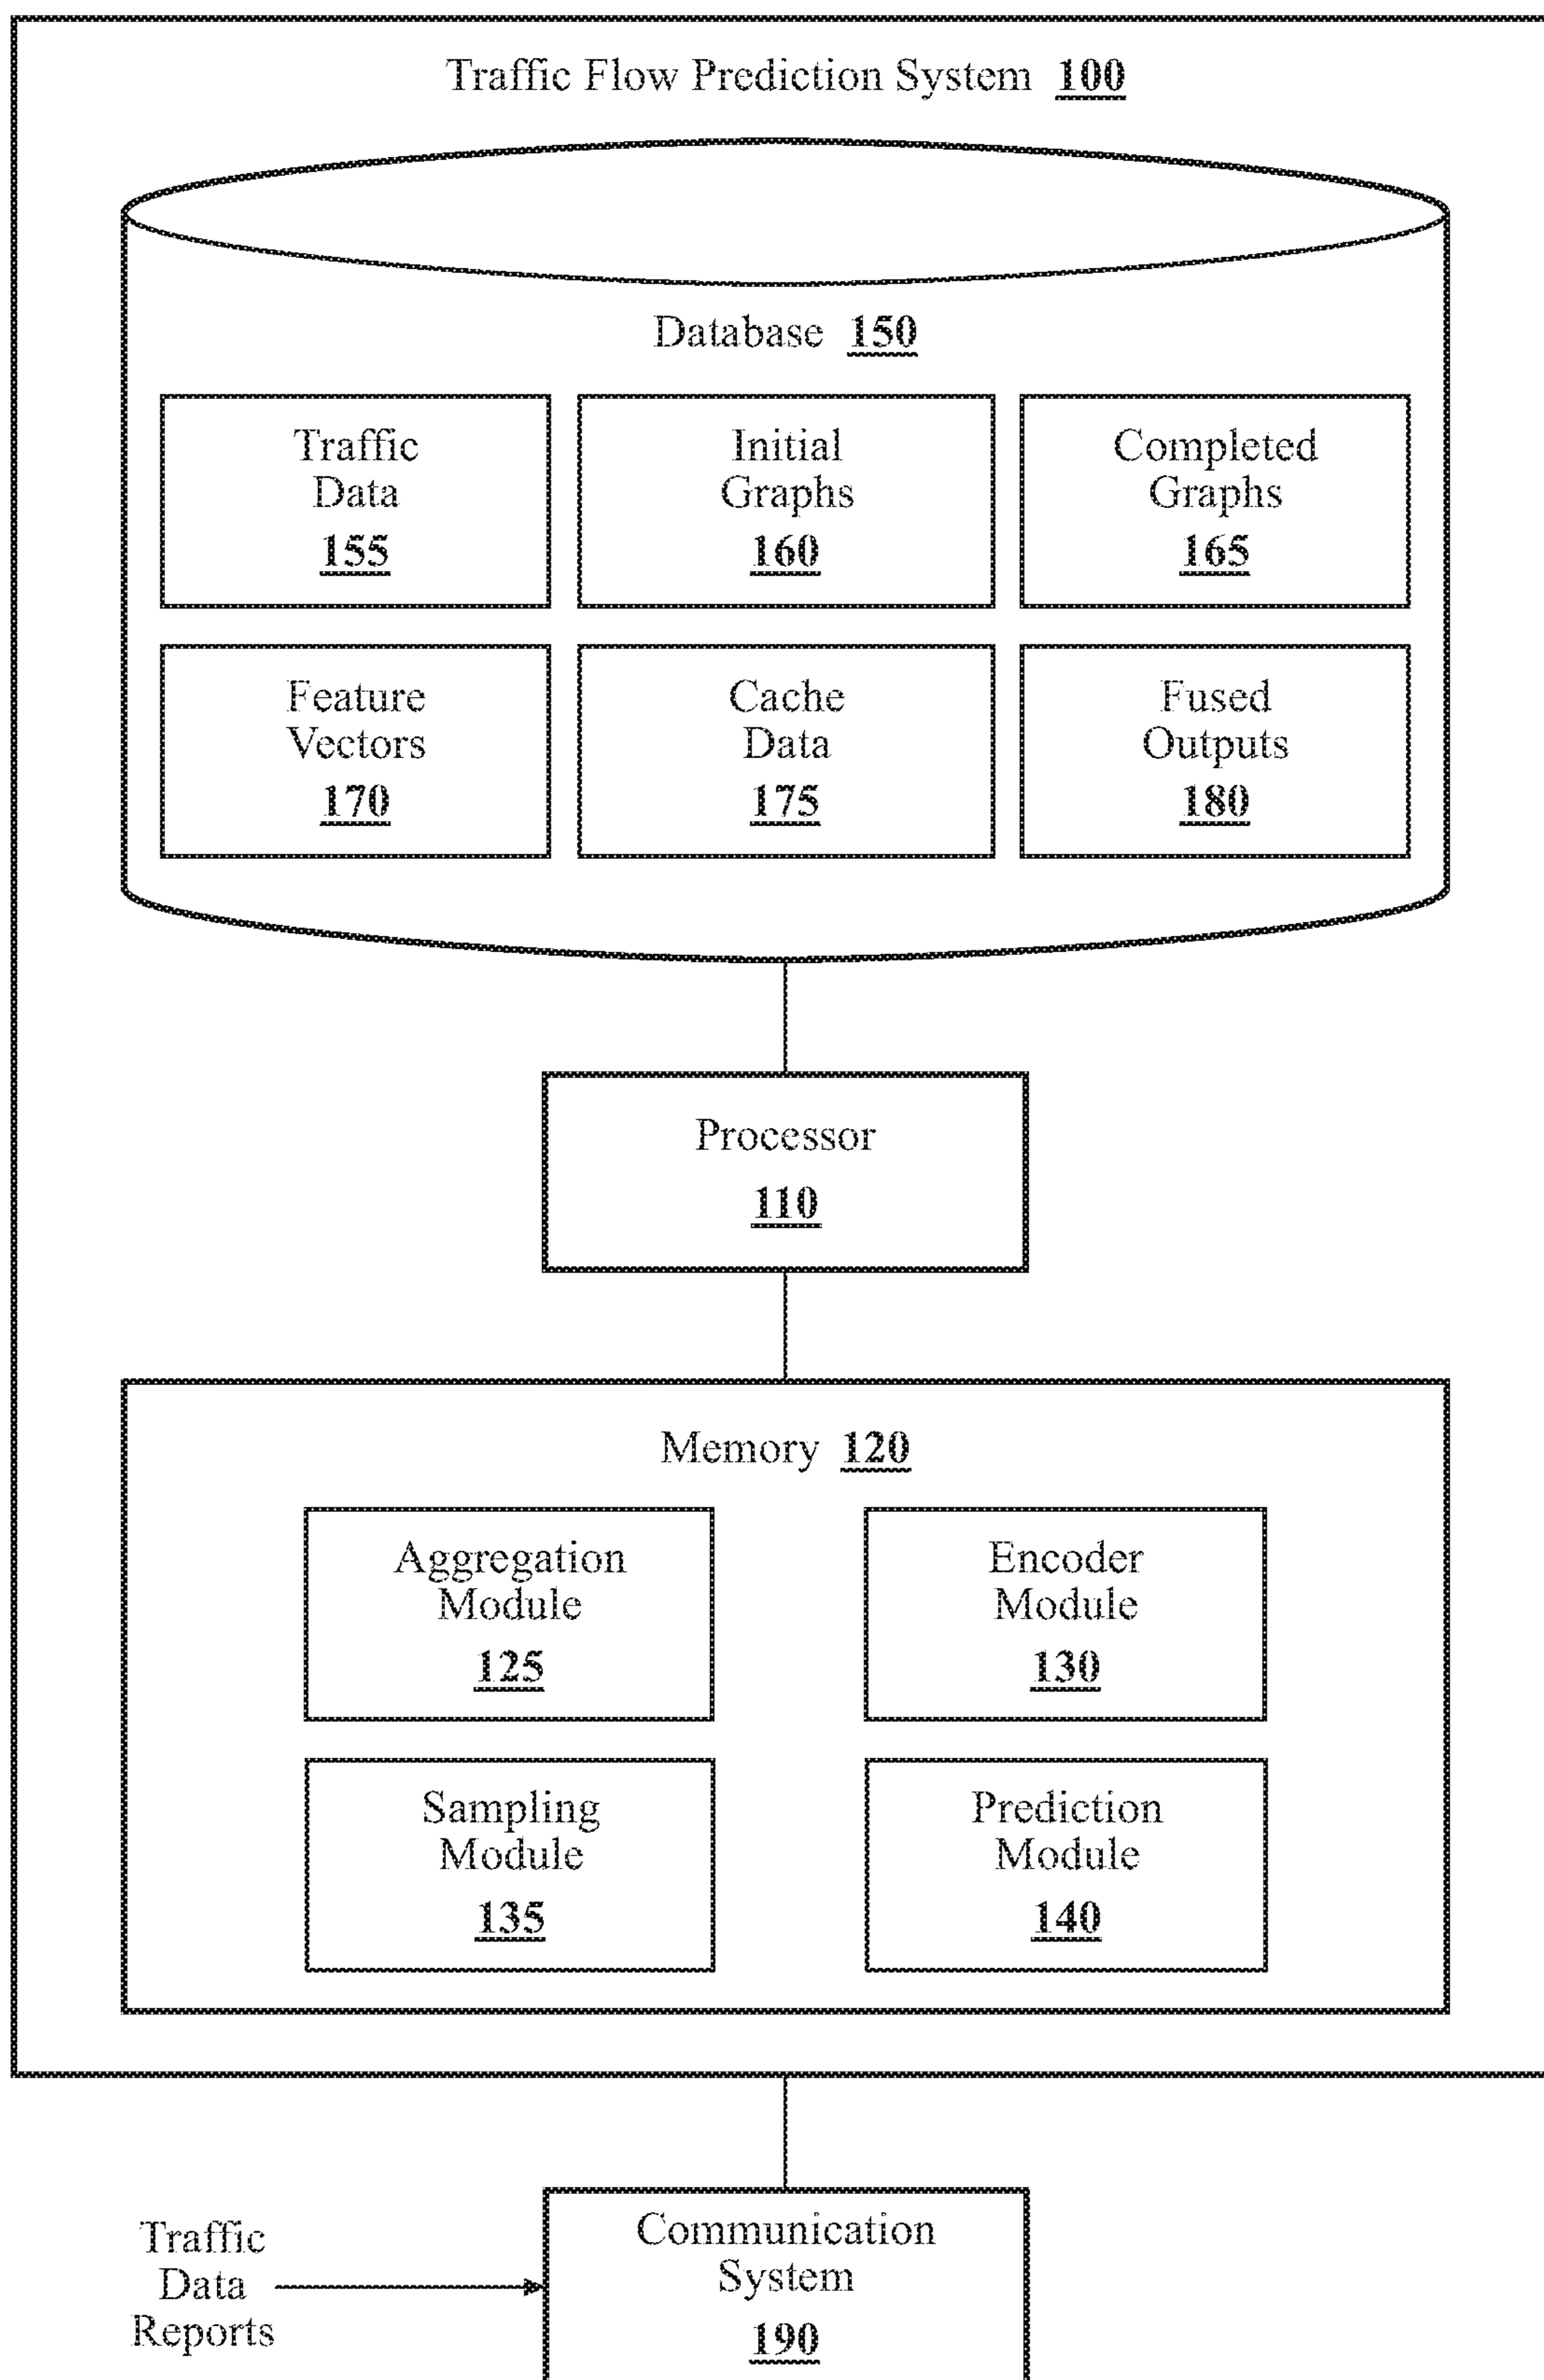 Traffic Flow Prediction System 100
Database 150
Traffic
Data
155
Initial
Graphs
160
Completed
Graphs
165
Feature
Vectors
170
Cache
Data
175
Fused
Outputs
180
Processor
110
Memory 120
Aggregation
Module
125
Encoder
Module
130
Sampling
Module
135
Prediction
Module
140
Traffic
Data
Reports
Communication
System
190